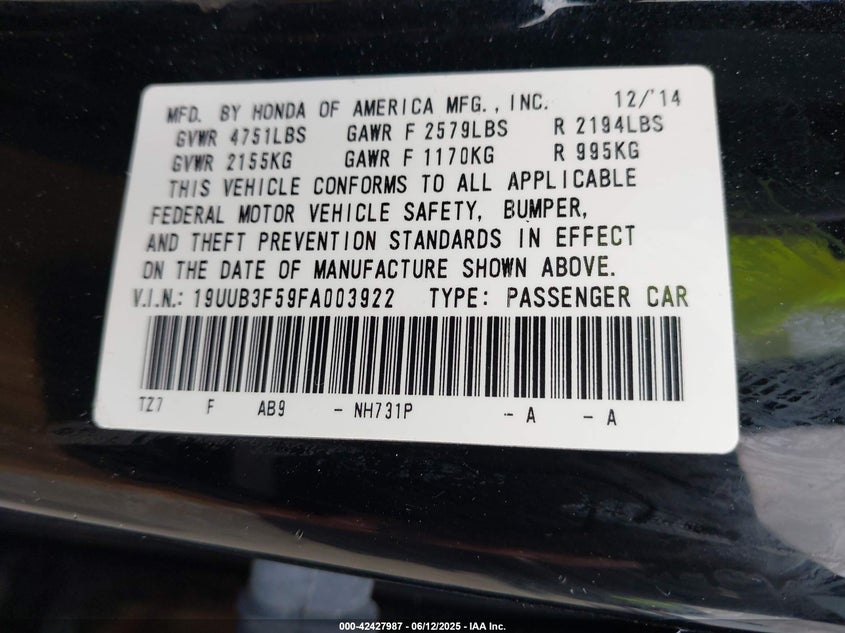 MFD. BY HONDA OF AMERICA MFG., INC. 12/'14
GVWR 4751LBS GAWR F 2579LBS R 2194LBS
GVWR 2155KG GAWR F 1170KG R 995KG
THIS VEHICLE CONFORMS TO ALL APPLICABLE
FEDERAL MOTOR VEHICLE SAFETY, BUMPER,
AND THEFT PREVENTION STANDARDS IN EFFECT
ON THE DATE OF MANUFACTURE SHOWN ABOVE.
V.I.N.: 19UUB3F59FA003922 TYPE: PASSENGER CAR
TZ7 F AB9 - NH731P - A - A
000-42427987 - 06/12/2025 - IAA Inc.